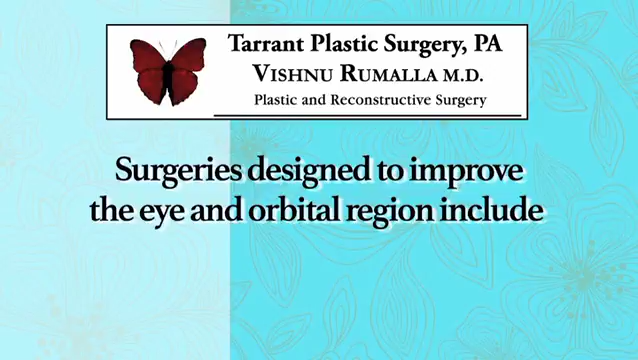 Tarrant Plastic Surgery, PA
VISHNU RUMALLA M.D.
Plastic and Reconstructive Surgery
Surgeries designed to improve
the eye and orbital region include